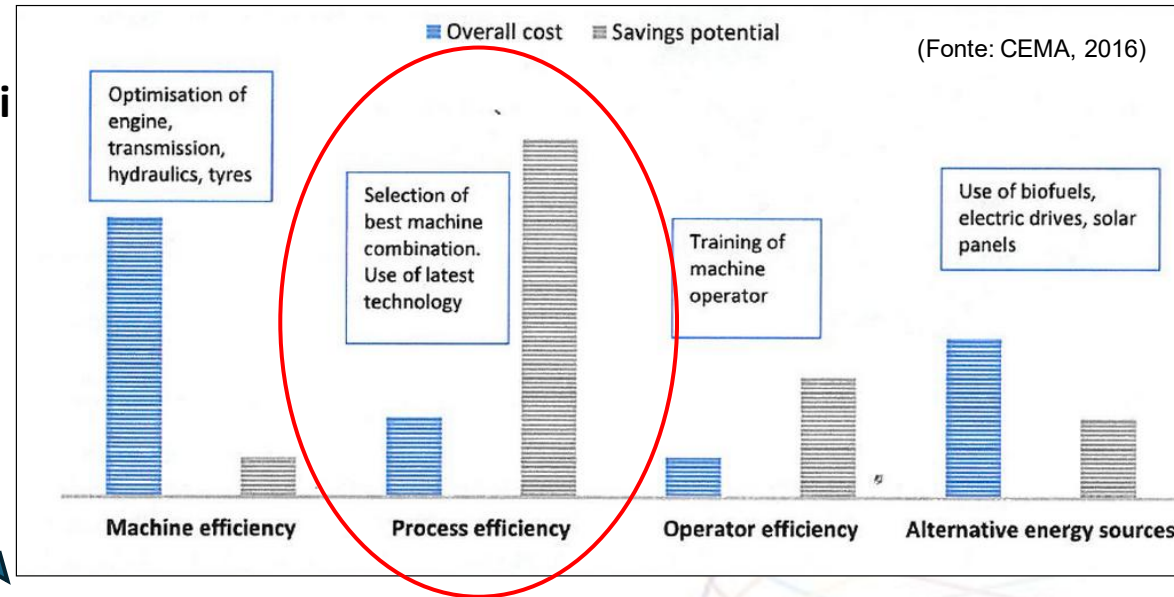 Overall cost
Savings potential
(Fonte: CEMA, 2016)
i
Optimisation of
engine,
transmission,
hydraulics, tyres
Selection of
best machine
combination.
Use of latest
technology
Training of
machine
operator
Use of biofuels,
electric drives, solar
panels
Machine efficiency
Process efficiency
Operator efficiency
Alternative energy sources